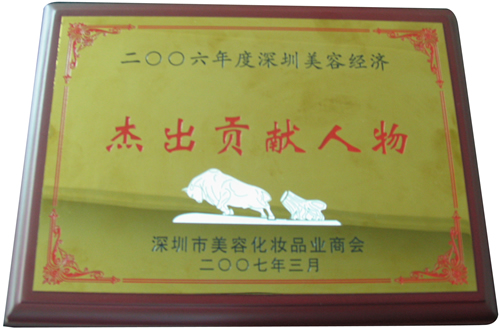 二〇〇六年度深圳美容经济
杰出贡献人物
深圳市美容化妆品业商会
二〇〇七年三月